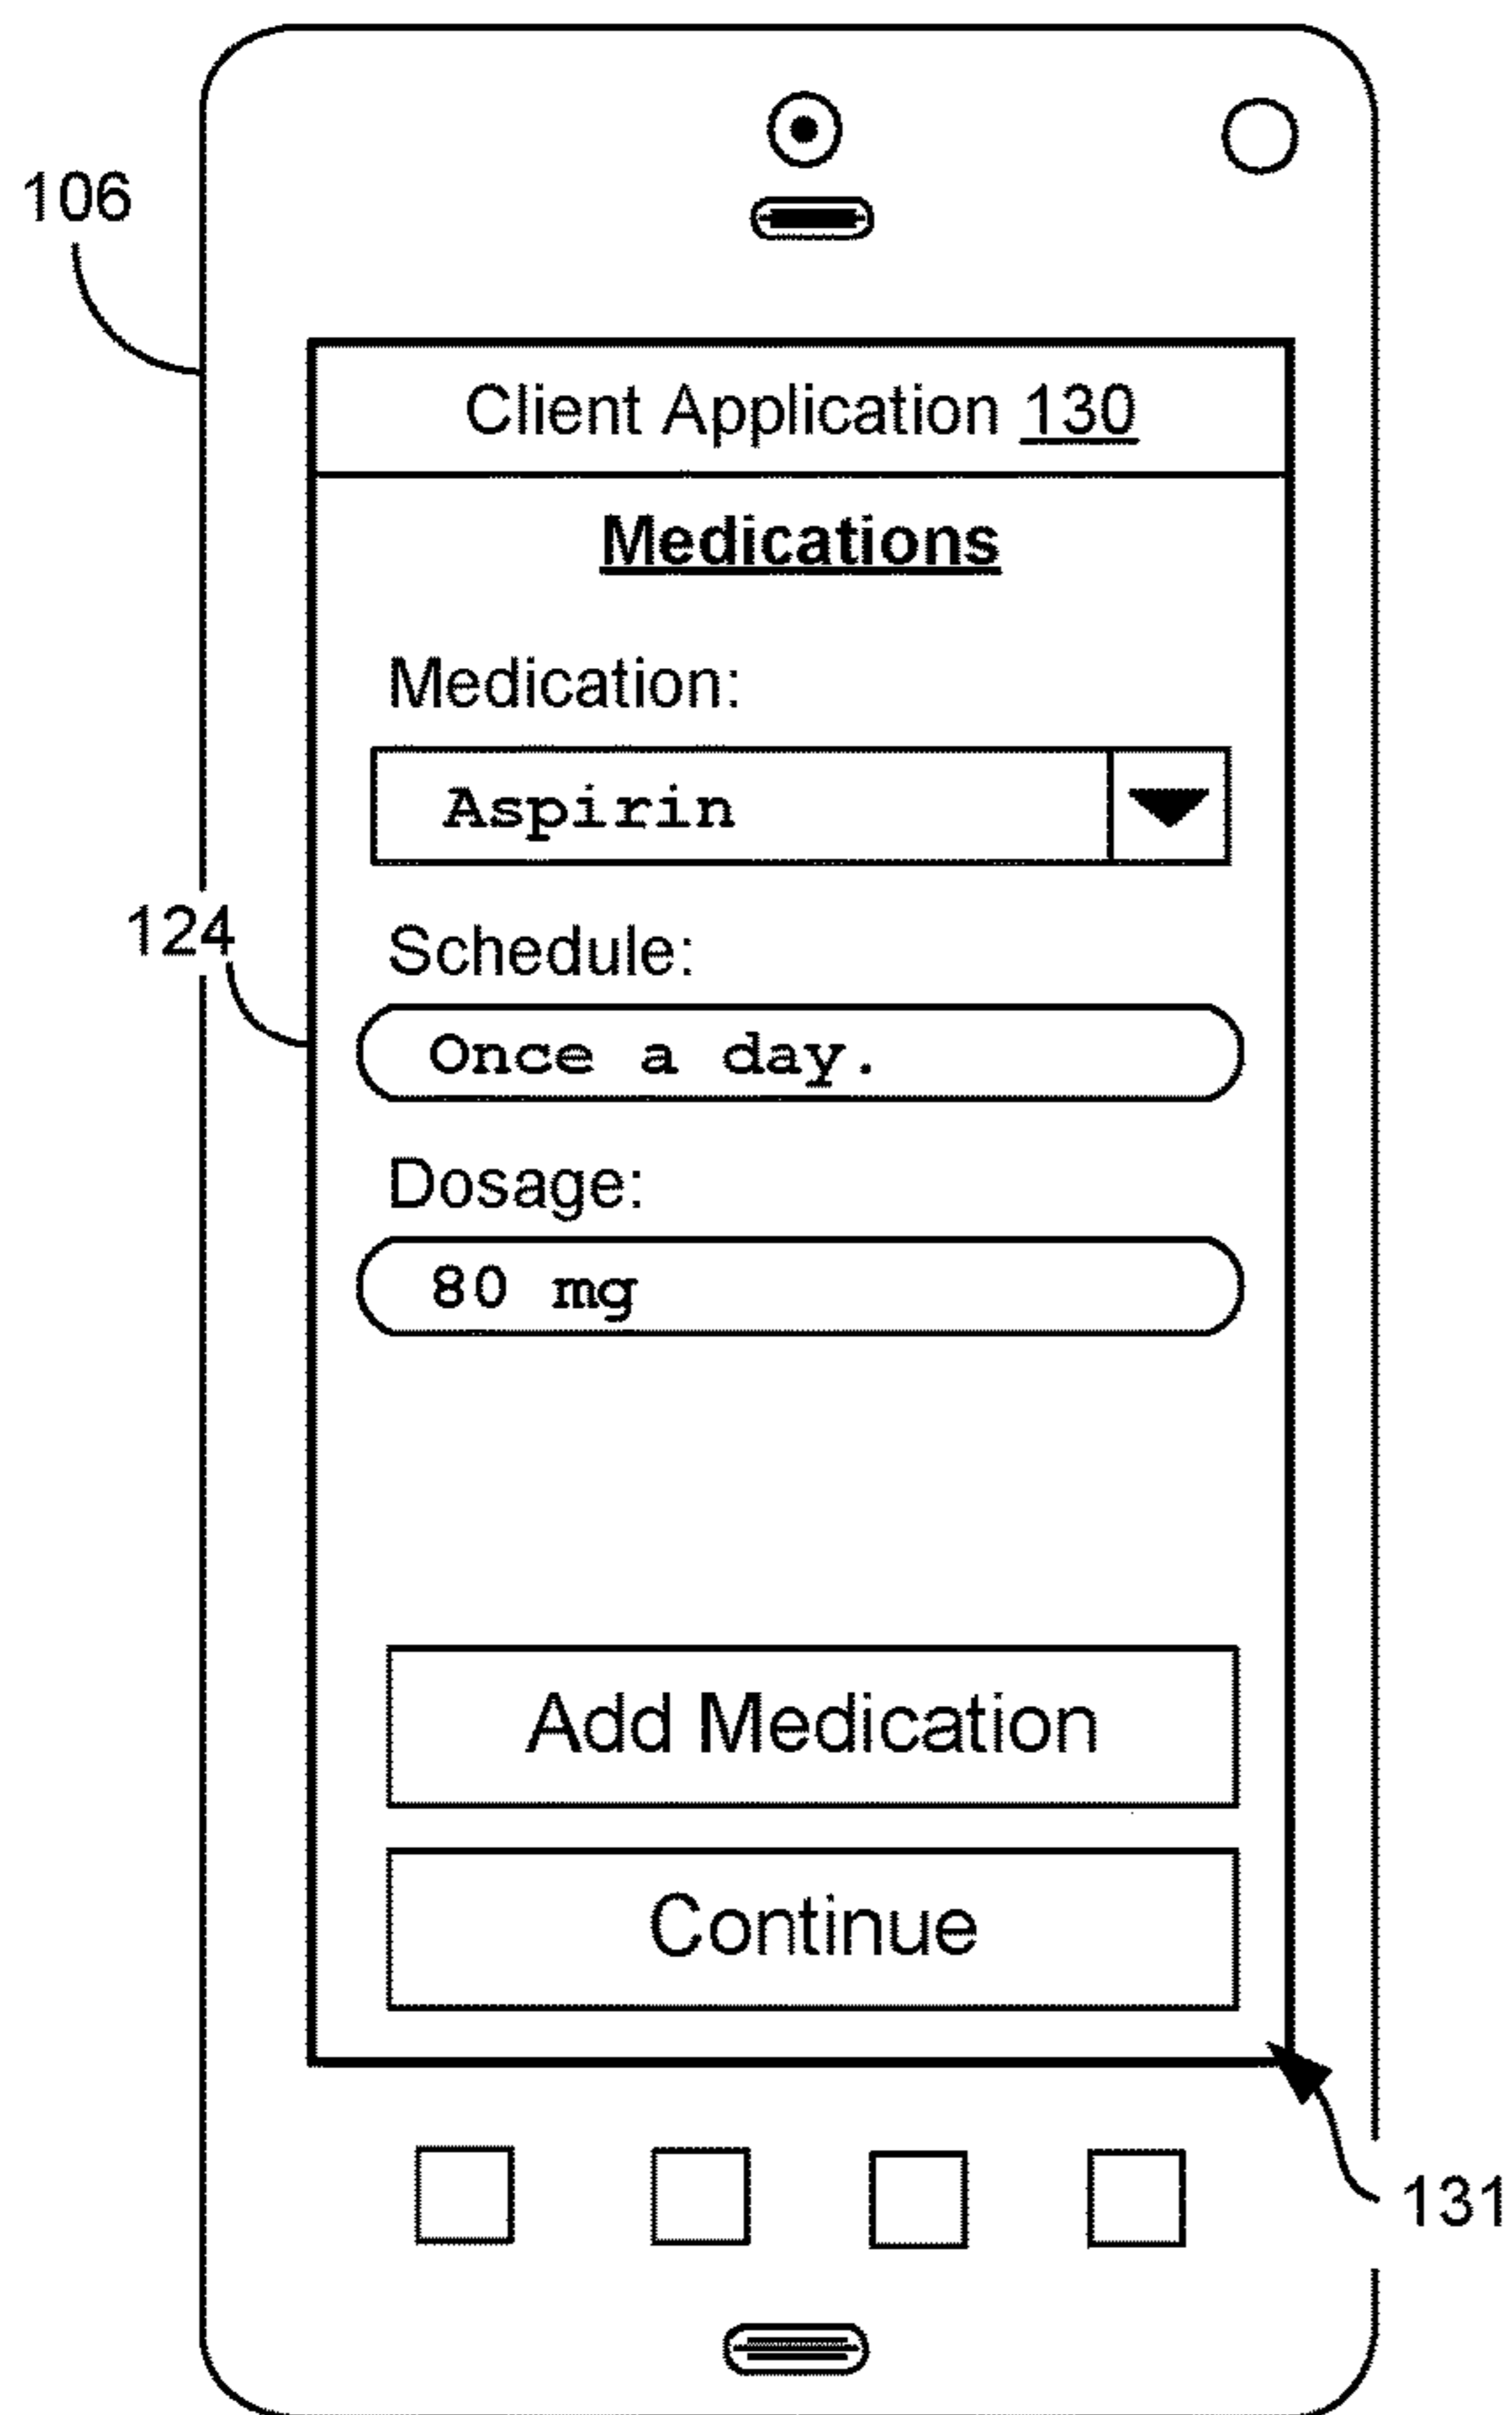 106
Client Application 130
Medications
Medication:
Aspirin
124
Schedule:
Once a day.
Dosage:
80 mg
Add Medication
Continue
131